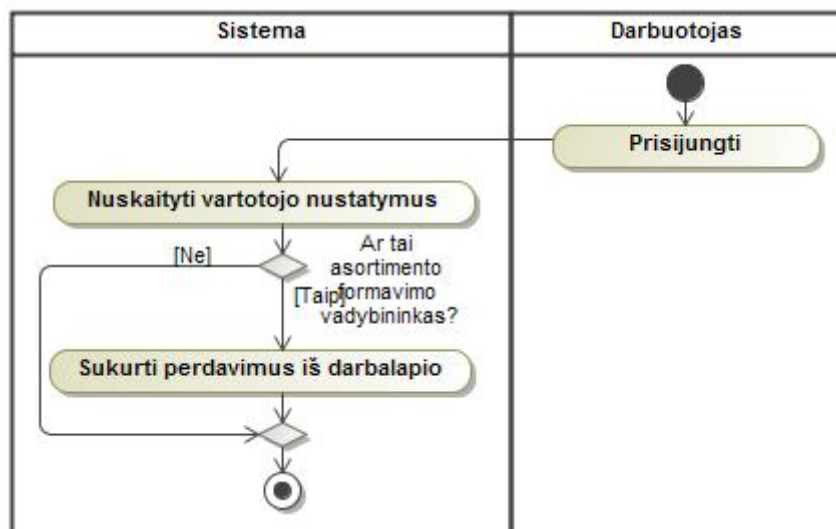 Sistema
Darbuotojas
Prisijungti
Nuskaityti vartotojo nustatymus
[Ne]
Ar tai
asortimento
[Taip]
formavimo
vadybininkas?
Sukurti perdavimus iš darbalapio